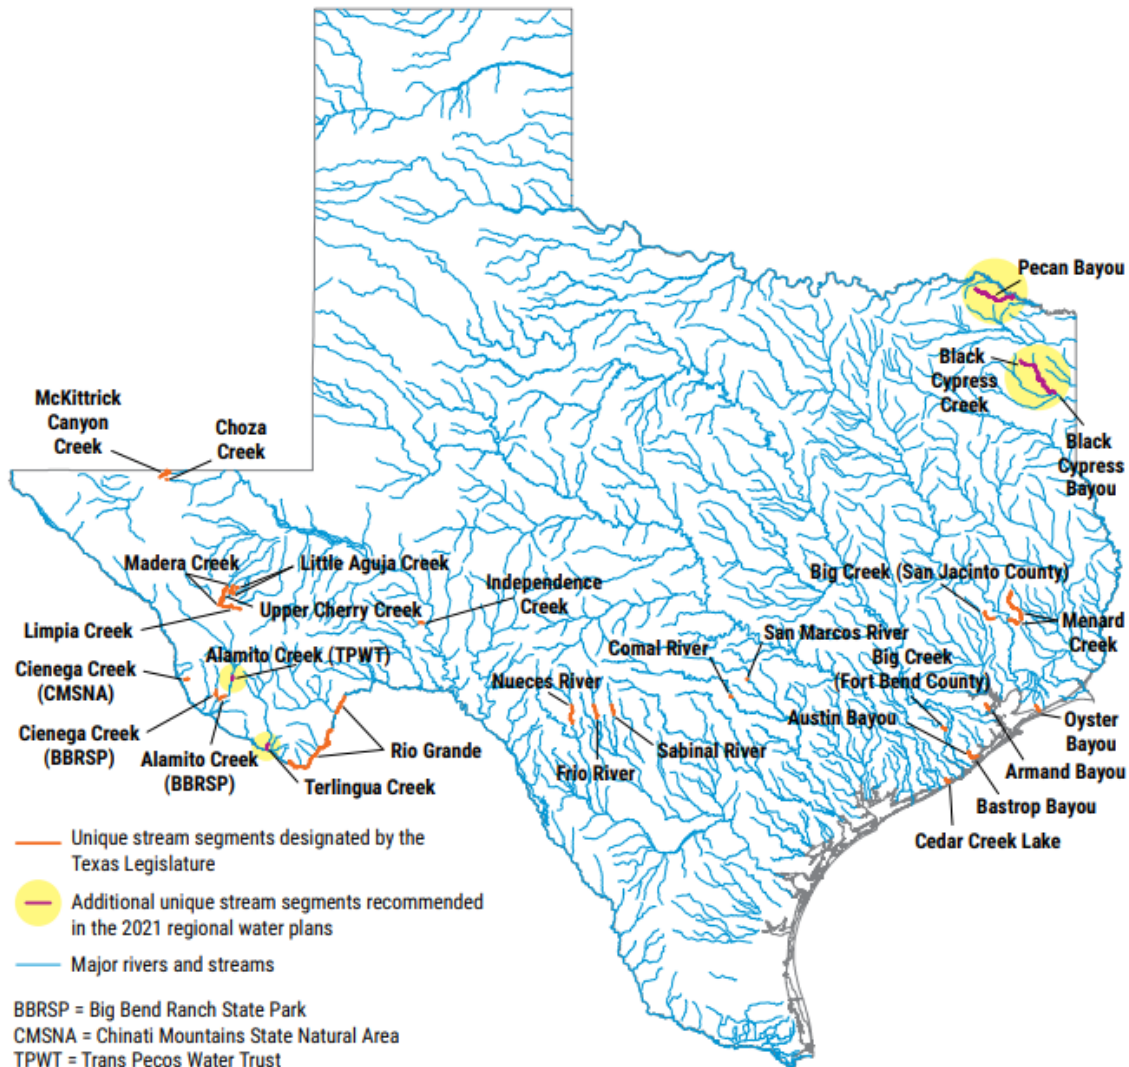 Pecan Bayou
Black
Cypress
Creek
Black
Cypress
Bayou
McKittrick
Canyon
Creek
Choza
Creek
Madera Creek
Little Aguja Creek
Upper Cherry Creek
Limpia Creek
Independence
Creek
Big Creek (San Jacinto County)
Menard
Creek
Cienega Creek
(CMSNA)
Alamito Creek (TPWT)
Comal River
San Marcos River
Big Creek
(Fort Bend County)
Nueces River
Austin Bayou
Cienega Creek
(BBRSP)
Alamito Creek
(BBRSP)
Rio Grande
Terlingua Creek
Frio River
Sabinal River
Oyster
Bayou
Armand Bayou
Bastrop Bayou
Cedar Creek Lake
Unique stream segments designated by the
Texas Legislature
Additional unique stream segments recommended
in the 2021 regional water plans
Major rivers and streams
BBRSP = Big Bend Ranch State Park
CMSNA = Chinati Mountains State Natural Area
TPWT = Trans Pecos Water Trust